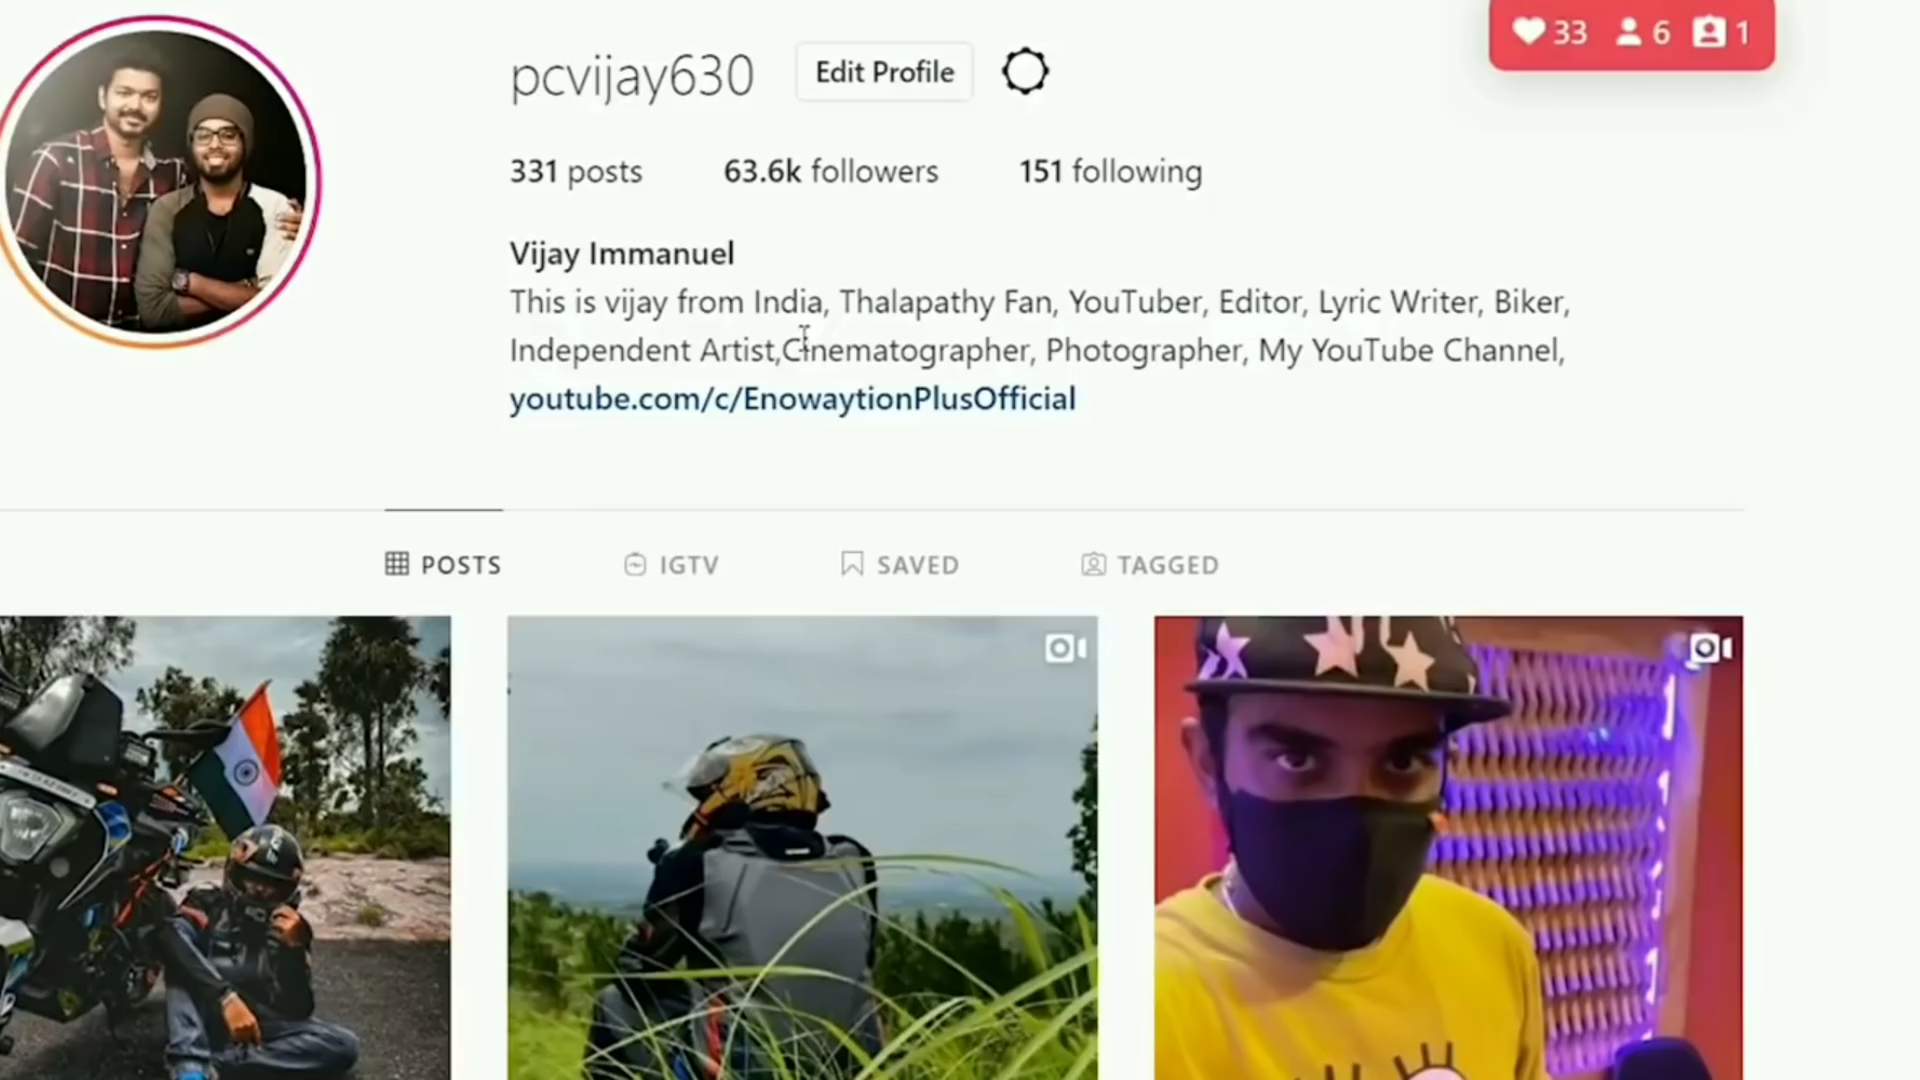 33 6 1
pcvijay630 Edit Profile
331 posts 63.6k followers 151 following
Vijay Immanuel
This is vijay from India, Thalapathy Fan, YouTuber, Editor, Lyric Writer, Biker,
Independent Artist,Cinematographer, Photographer, My YouTube Channel,
youtube.com/c/EnowaytionPlusOfficial
POSTS IGTV SAVED TAGGED